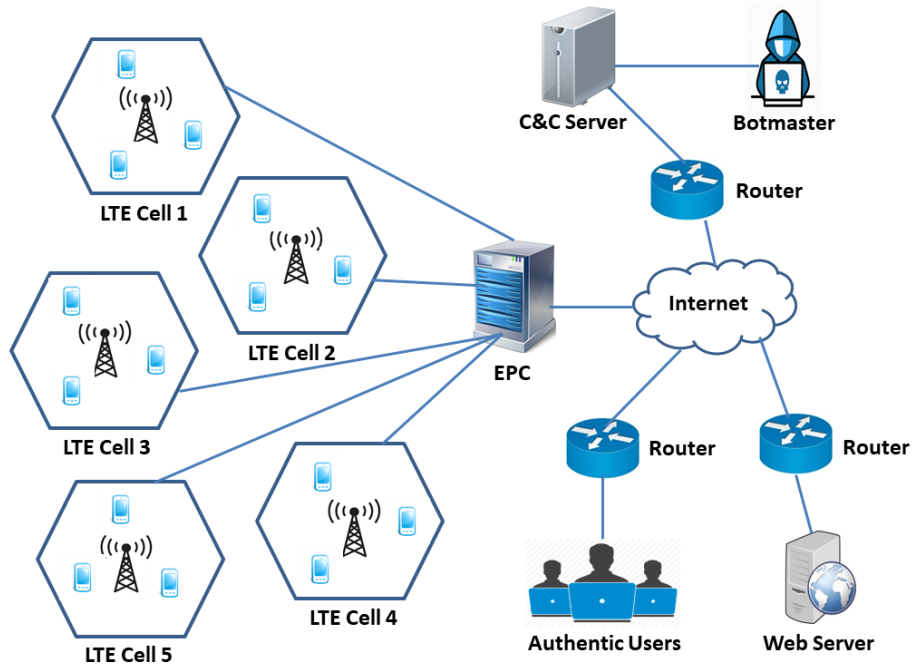 C&C Server
Botmaster
Router
LTE Cell 1
Internet
LTE Cell 2
EPC
LTE Cell 3
Router
Router
LTE Cell 4
Authentic Users
Web Server
LTE Cell 5